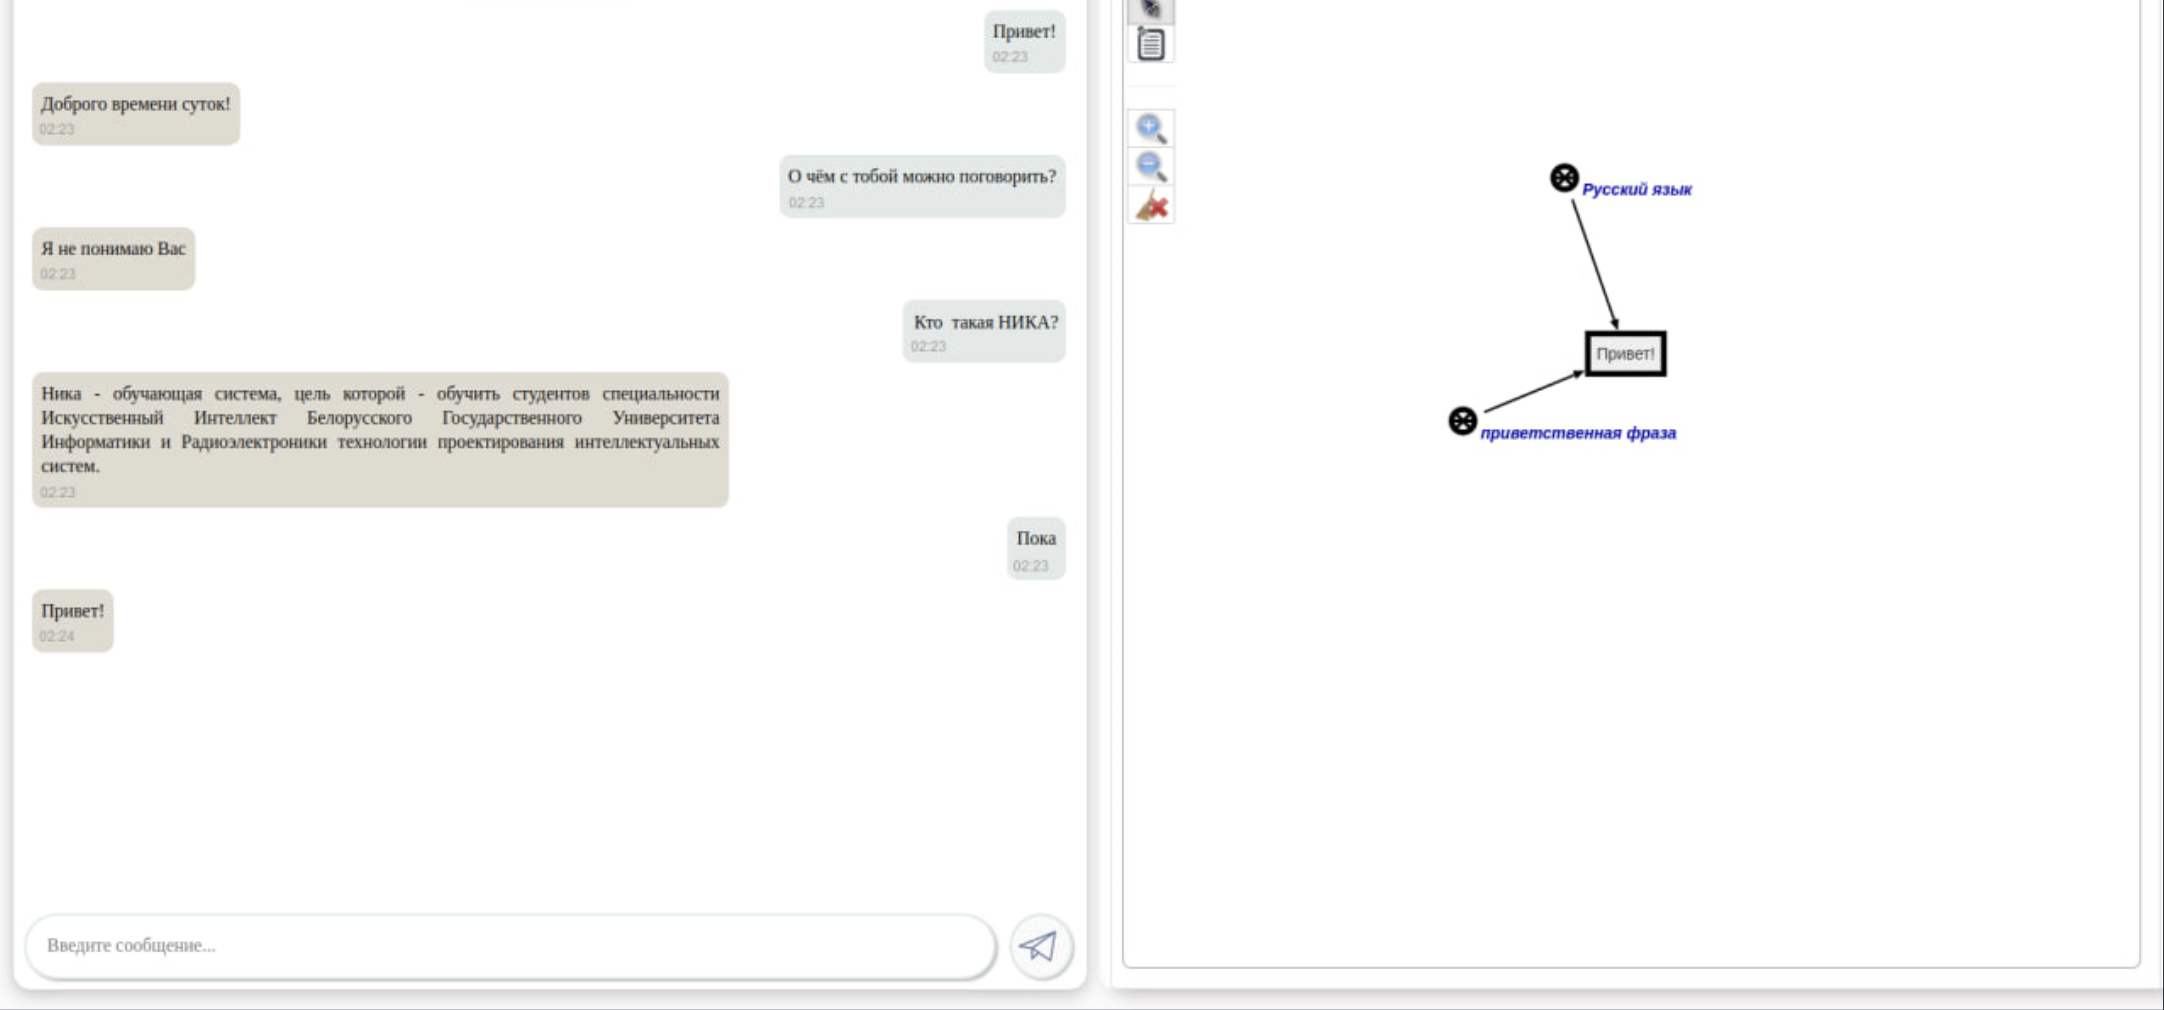 Привет!
02:23
Доброго времени суток!
02:23
О чём с тобой можно поговорить?
02:23
Я не понимаю Вас
02:23
Кто такая НИКА?
02:23
Ника - обучающая система, цель которой - обучить студентов специальности
Искусственный Интеллект Белорусского Государственного Университета
Информатики и Радиоэлектроники технологии проектирования интеллектуальных
систем.
02:23
Пока
02:23
Привет!
02:24
Введите сообщение...
Русский язык
Привет!
приветственная фраза